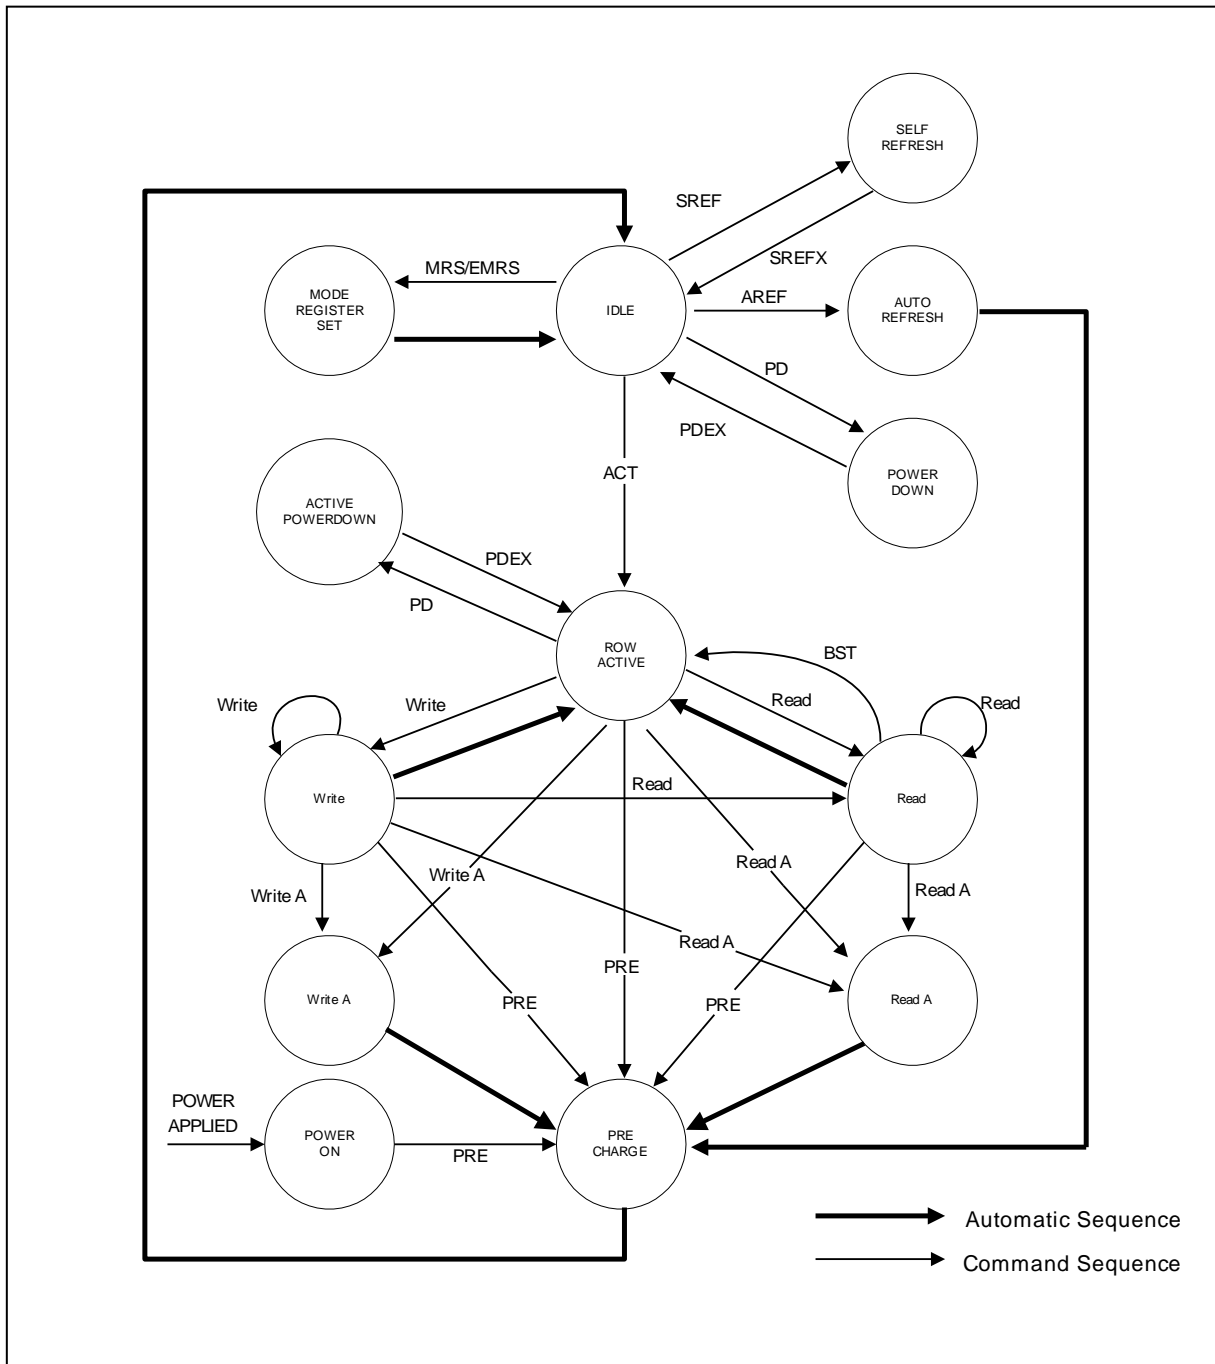 SELF
REFRESH
SREF
SREFX
MRS/EMRS
AREF
MODE
REGISTER
SET
IDLE
AUTO
REFRESH
PD
PDEX
ACT
POWER
DOWN
ACTIVE
POWERDOWN
PDEX
PD
ROW
ACTIVE
BST
Write
Write
Read
Read
Write
Read
Read
Write A
Write A
Read A
Read A
Read A
PRE
PRE
PRE
Write A
Read A
POWER
APPLIED
POWER
ON
PRE
PRE
CHARGE
Automatic Sequence
Command Sequence